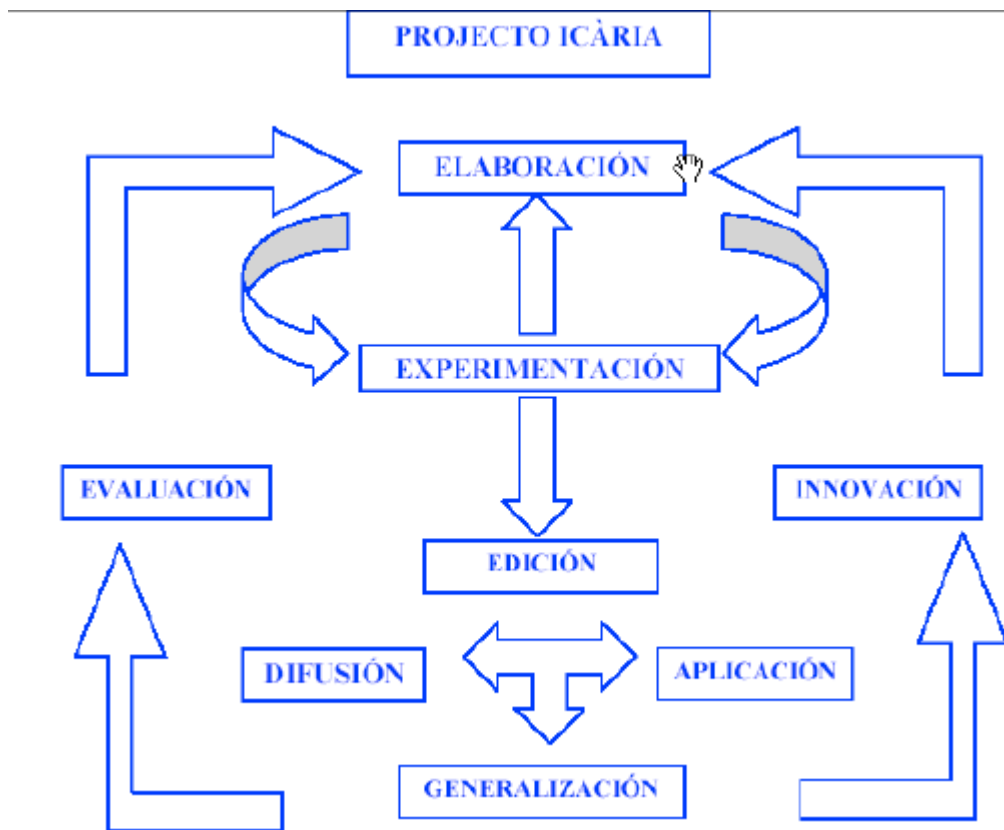 PROJECTO ICÀRIA
ELABORACIÓN
EXPERIMENTACIÓN
EVALUACIÓN
INNOVACIÓN
EDICIÓN
DIFUSIÓN
APLICACIÓN
GENERALIZACIÓN